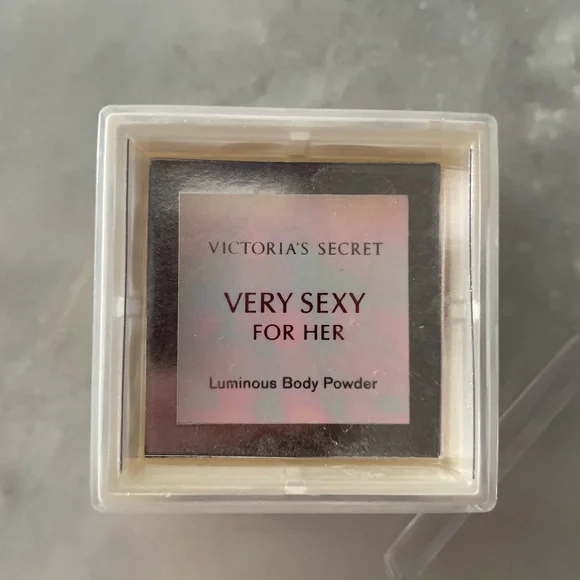 VICTORIA'S SECRET
VERY SEXY
FOR HER
Luminous Body Powder